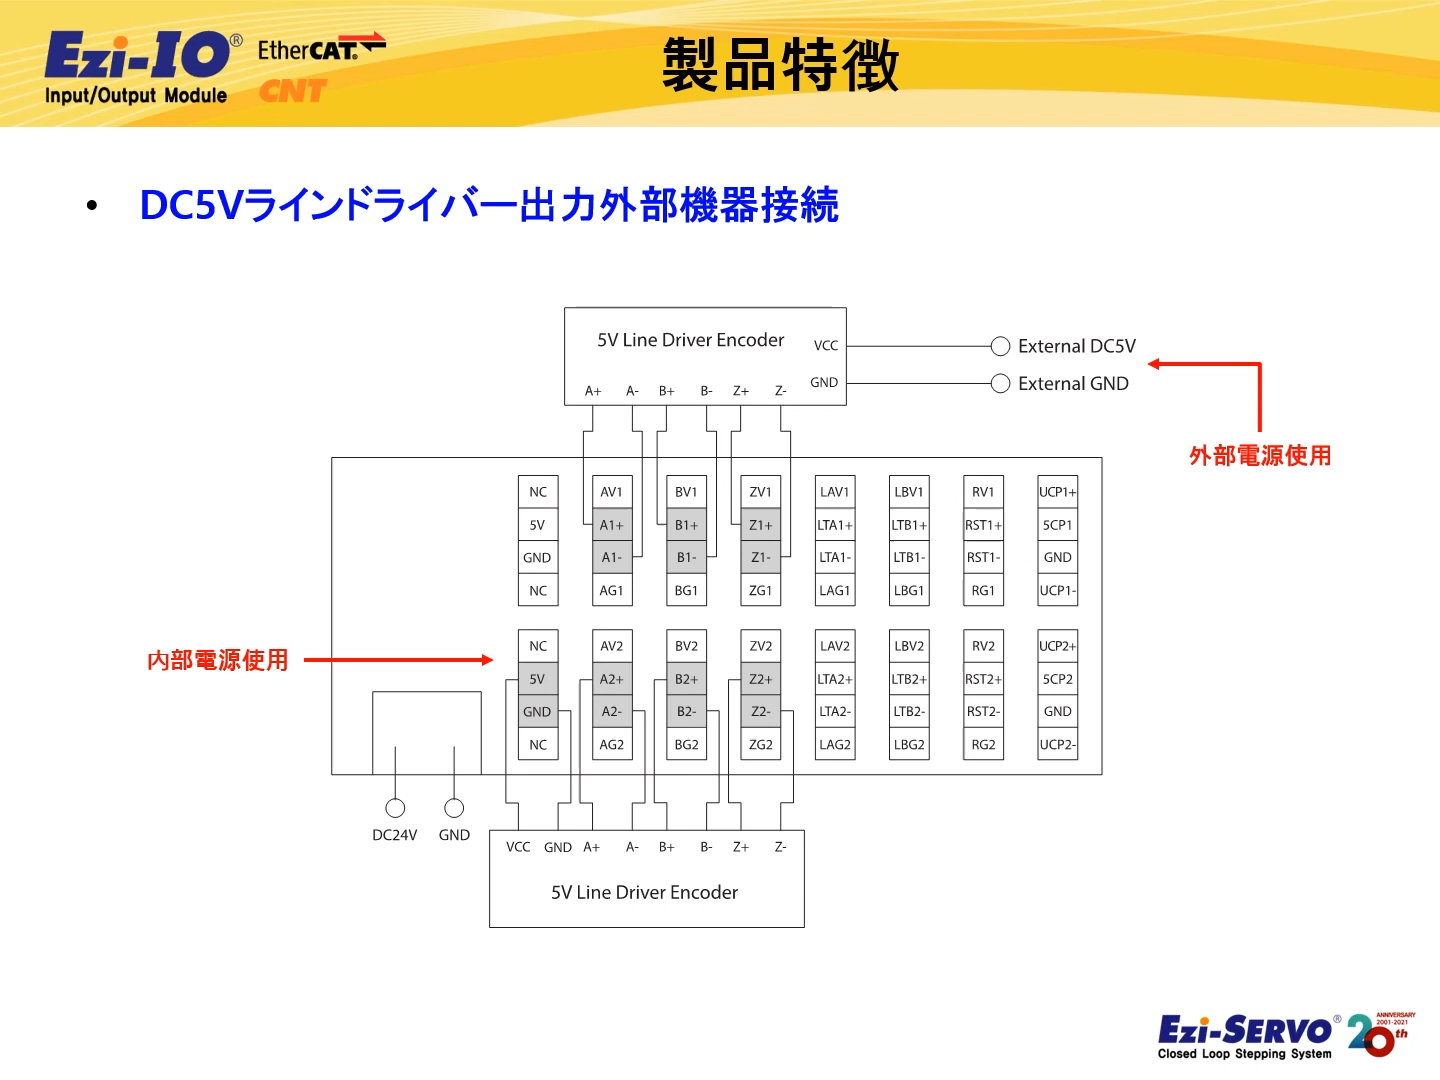 Ezi-IO® EtherCAT®
Input/Output Module CNT
製品特徴
• DC5Vラインドライバー出力外部機器接続
5V Line Driver Encoder VCC External DC5V
GND External GND
A+ A- B+ B- Z+ Z-
外部電源使用
NC AV1 BV1 ZV1 LAV1 LBV1 RV1 UCP1+
5V A1+ B1+ Z1+ LTA1+ LTB1+ RST1+ 5CP1
GND A1- B1- Z1- LTA1- LTB1- RST1- GND
NC AG1 BG1 ZG1 LAG1 LBG1 RG1 UCP1-
NC AV2 BV2 ZV2 LAV2 LBV2 RV2 UCP2+
内部電源使用
5V A2+ B2+ Z2+ LTA2+ LTB2+ RST2+ 5CP2
GND A2- B2- Z2- LTA2- LTB2- RST2- GND
NC AG2 BG2 ZG2 LAG2 LBG2 RG2 UCP2-
DC24V GND
VCC GND A+ A- B+ B- Z+ Z-
5V Line Driver Encoder
Ezi-SERVO® 20th ANNIVERSARY
2001-2021
Closed Loop Stepping System